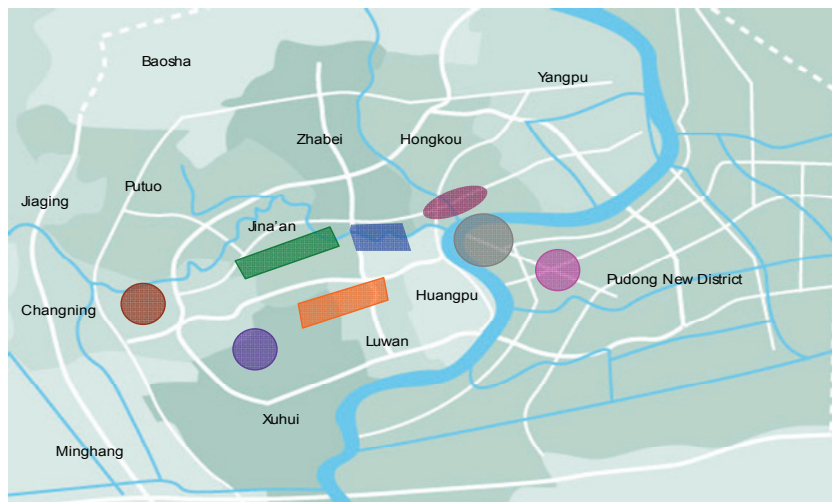 Baosha
Yangpu
Zhabei
Hongkou
Putuo
Jiaging
Jina'an
Pudong New District
Huangpu
Changning
Luwan
Xuhui
Minghang